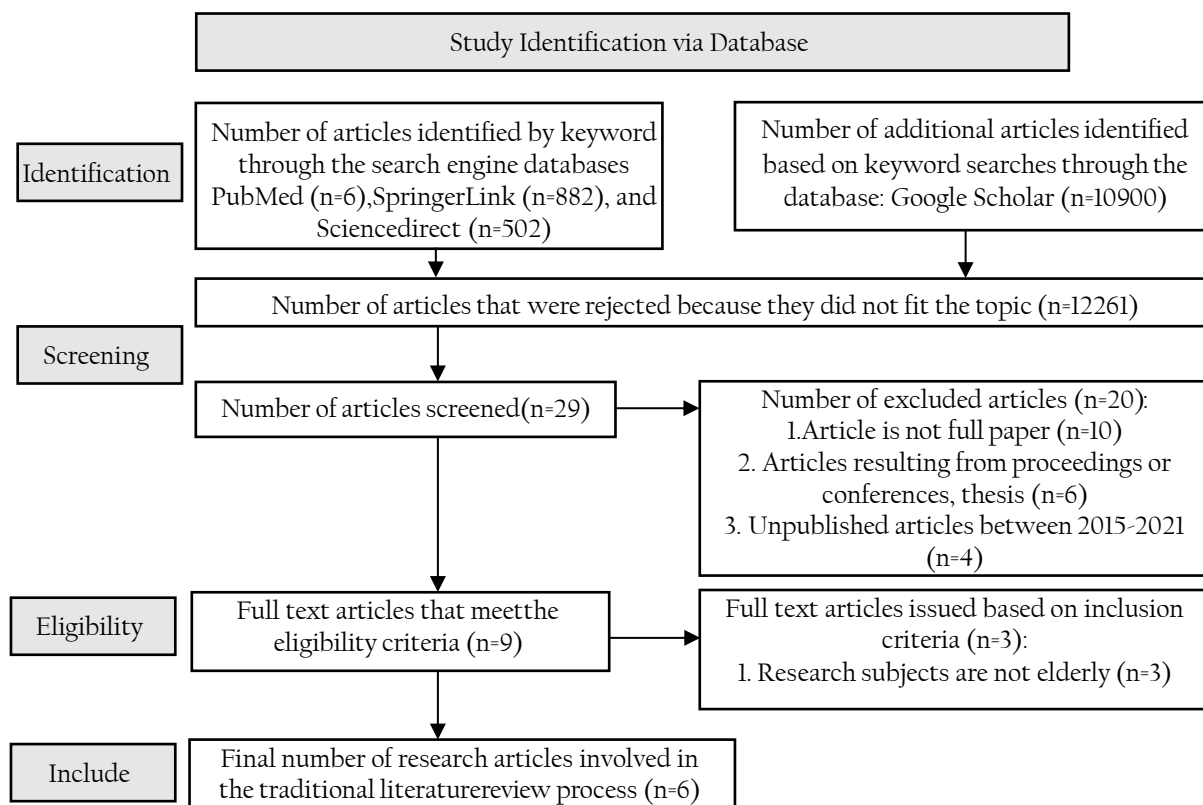 Study Identification via Database
Identification
Number of articles identified by keyword
through the search engine databases
PubMed (n=6),SpringerLink (n=882), and
Sciencedirect (n=502)
Number of additional articles identified
based on keyword searches through the
database: Google Scholar (n=10900)
Number of articles that were rejected because they did not fit the topic (n=12261)
Screening
Number of articles screened(n=29)
Number of excluded articles (n=20):
1.Article is not full paper (n=10)
2. Articles resulting from proceedings or
conferences, thesis (n=6)
3. Unpublished articles between 2015-2021
(n=4)
Eligibility
Full text articles that meetthe
eligibility criteria (n=9)
Full text articles issued based on inclusion
criteria (n=3):
1. Research subjects are not elderly (n=3)
Include
Final number of research articles involved in
the traditional literaturereview process (n=6)